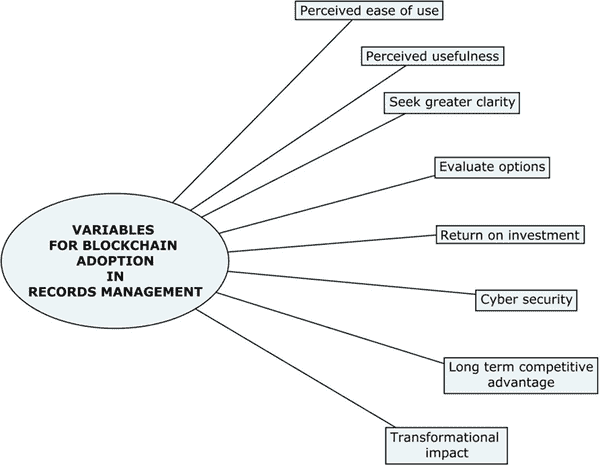 Perceived ease of use
Perceived usefulness
Seek greater clarity
Evaluate options
VARIABLES
FOR BLOCKCHAIN
ADOPTION
IN
RECORDS MANAGEMENT
Return on investment
Cyber security
Long term competitive
advantage
Transformational
impact